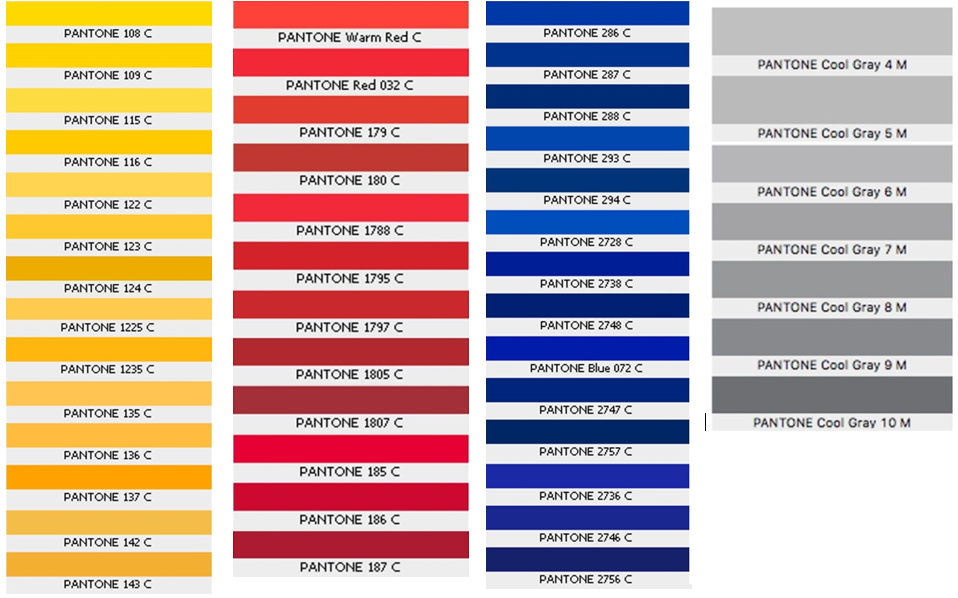 PANTONE 108 C
PANTONE 109 C
PANTONE 115 C
PANTONE 116 C
PANTONE 122 C
PANTONE 123 C
PANTONE 124 C
PANTONE 1225 C
PANTONE 1235 C
PANTONE 135 C
PANTONE 136 C
PANTONE 137 C
PANTONE 142 C
PANTONE 143 C
PANTONE Warm Red C
PANTONE Red 032 C
PANTONE 179 C
PANTONE 180 C
PANTONE 1788 C
PANTONE 1795 C
PANTONE 1797 C
PANTONE 1805 C
PANTONE 1807 C
PANTONE 185 C
PANTONE 186 C
PANTONE 187 C
PANTONE 286 C
PANTONE 287 C
PANTONE 288 C
PANTONE 293 C
PANTONE 294 C
PANTONE 2728 C
PANTONE 2738 C
PANTONE 2748 C
PANTONE Blue 072 C
PANTONE 2747 C
PANTONE 2757 C
PANTONE 2736 C
PANTONE 2746 C
PANTONE 2756 C
PANTONE Cool Gray 4 M
PANTONE Cool Gray 5 M
PANTONE Cool Gray 6 M
PANTONE Cool Gray 7 M
PANTONE Cool Gray 8 M
PANTONE Cool Gray 9 M
PANTONE Cool Gray 10 M